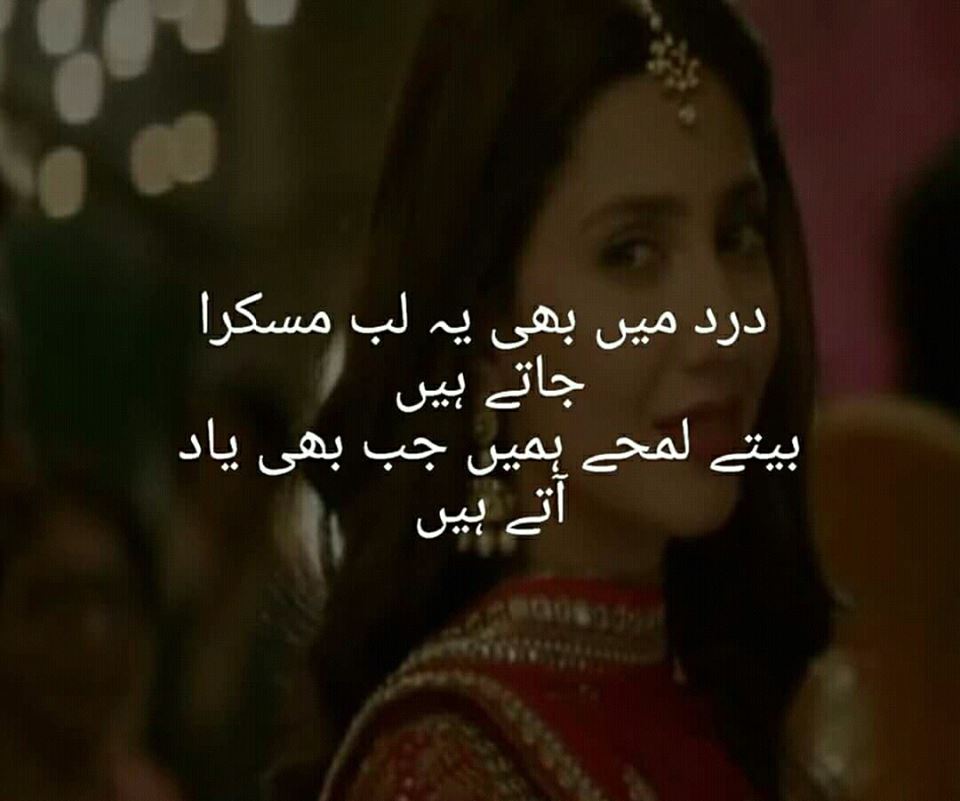 درد میں بھی یہ لب مسکرا
جاتے ہیں
بیتے لمحے ہمیں جب بھی یاد
آتے ہیں